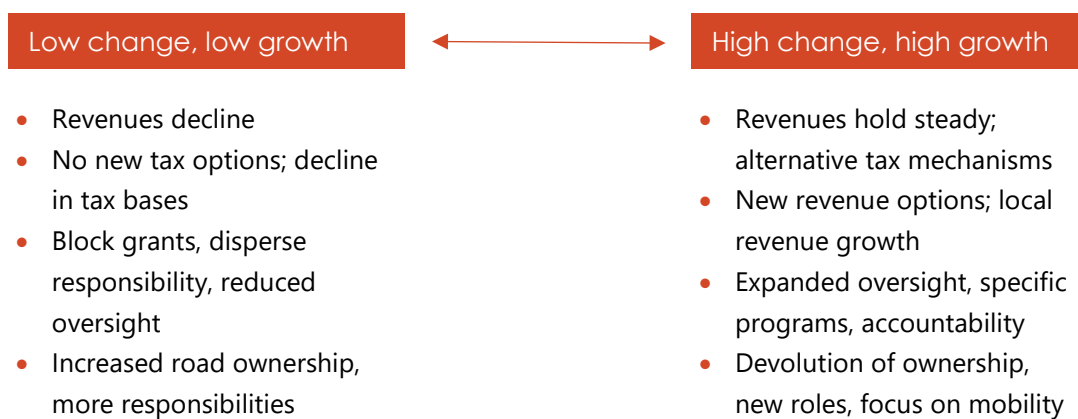 Low change, low growth
• Revenues decline
• No new tax options; decline
in tax bases
• Block grants, disperse
responsibility, reduced
oversight
• Increased road ownership,
more responsibilities
High change, high growth
• Revenues hold steady;
alternative tax mechanisms
• New revenue options; local
revenue growth
• Expanded oversight, specific
programs, accountability
• Devolution of ownership,
new roles, focus on mobility